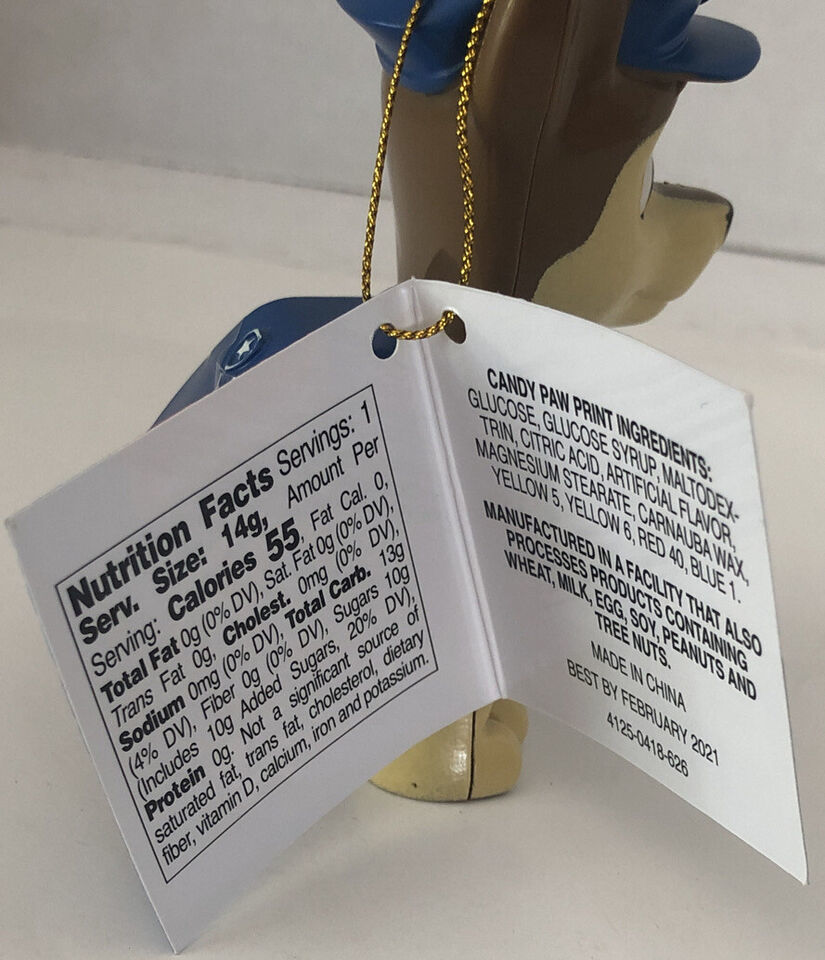 Nutrition Facts Servings: 1
Serv. Size: 14g, Amount Per
Serving: Calories 55, Fat Cal. 0,
Total Fat 0g (0% DV), Sat. Fat 0g (0% DV),
Trans Fat 0g, Cholest. 0mg (0% DV),
Sodium 0mg (0% DV), Total Carb. 13g
(4% DV), Fiber 0g (0% DV), Sugars 10g
(Includes 10g Added Sugars, 20% DV),
Protein 0g. Not a significant source of
saturated fat, trans fat, cholesterol, dietary
fiber, vitamin D, calcium, iron and potassium.
CANDY PAW PRINT INGREDIENTS:
GLUCOSE, GLUCOSE SYRUP, MALTODEX-
TRIN, CITRIC ACID, ARTIFICIAL FLAVOR,
MAGNESIUM STEARATE, CARNAUBA WAX,
YELLOW 5, YELLOW 6, RED 40, BLUE 1.
MANUFACTURED IN A FACILITY THAT ALSO
PROCESSES PRODUCTS CONTAINING
WHEAT, MILK, EGG, SOY, PEANUTS AND
TREE NUTS.
MADE IN CHINA
BEST BY FEBRUARY 2021
4125-0418-626